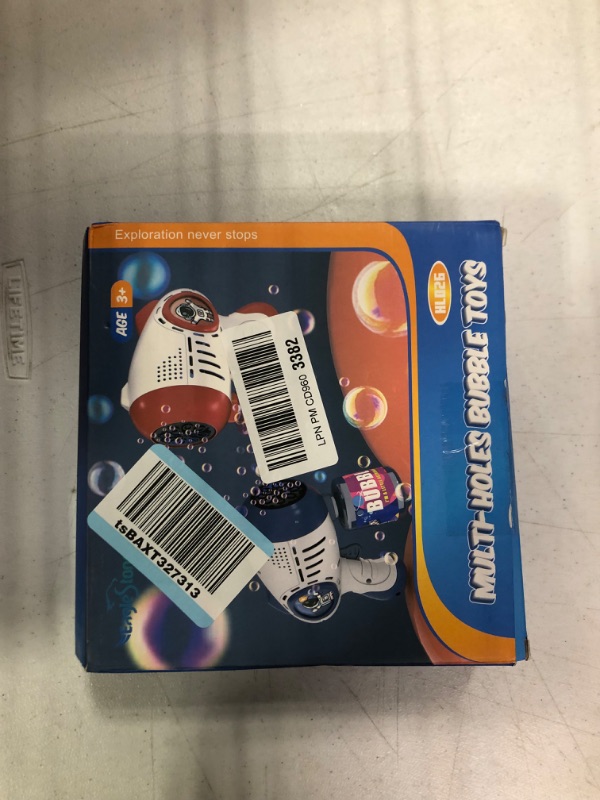 Exploration never stops
AGE 3+
HL026
MULTI-HOLES BUBBLE TOYS
LPN PM CD960 3382
tsBAXT327313
BUBB
LIFETIME